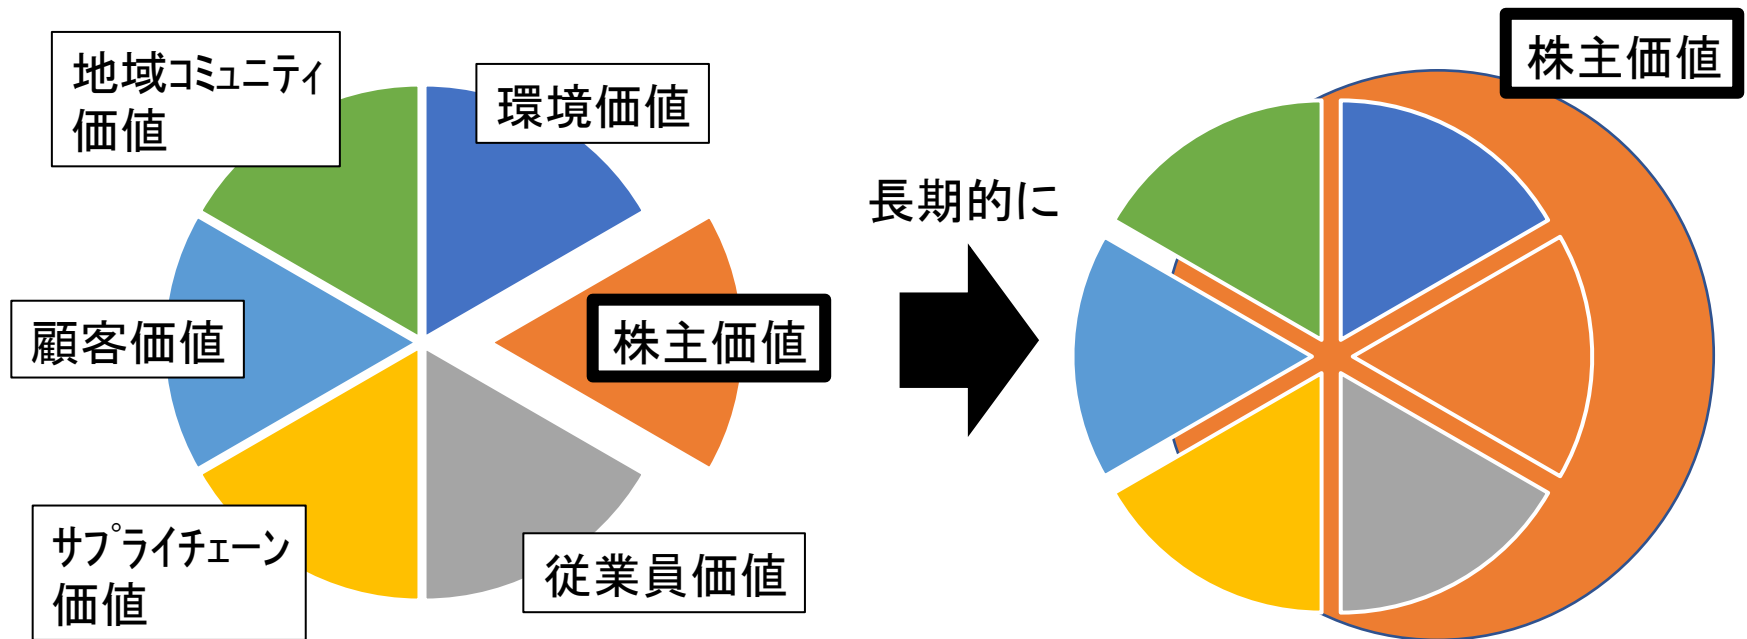 地域コミュニティ
価値
環境価値
顧客価値
株主価値
サプライチェーン
価値
従業員価値
長期的に
株主価値